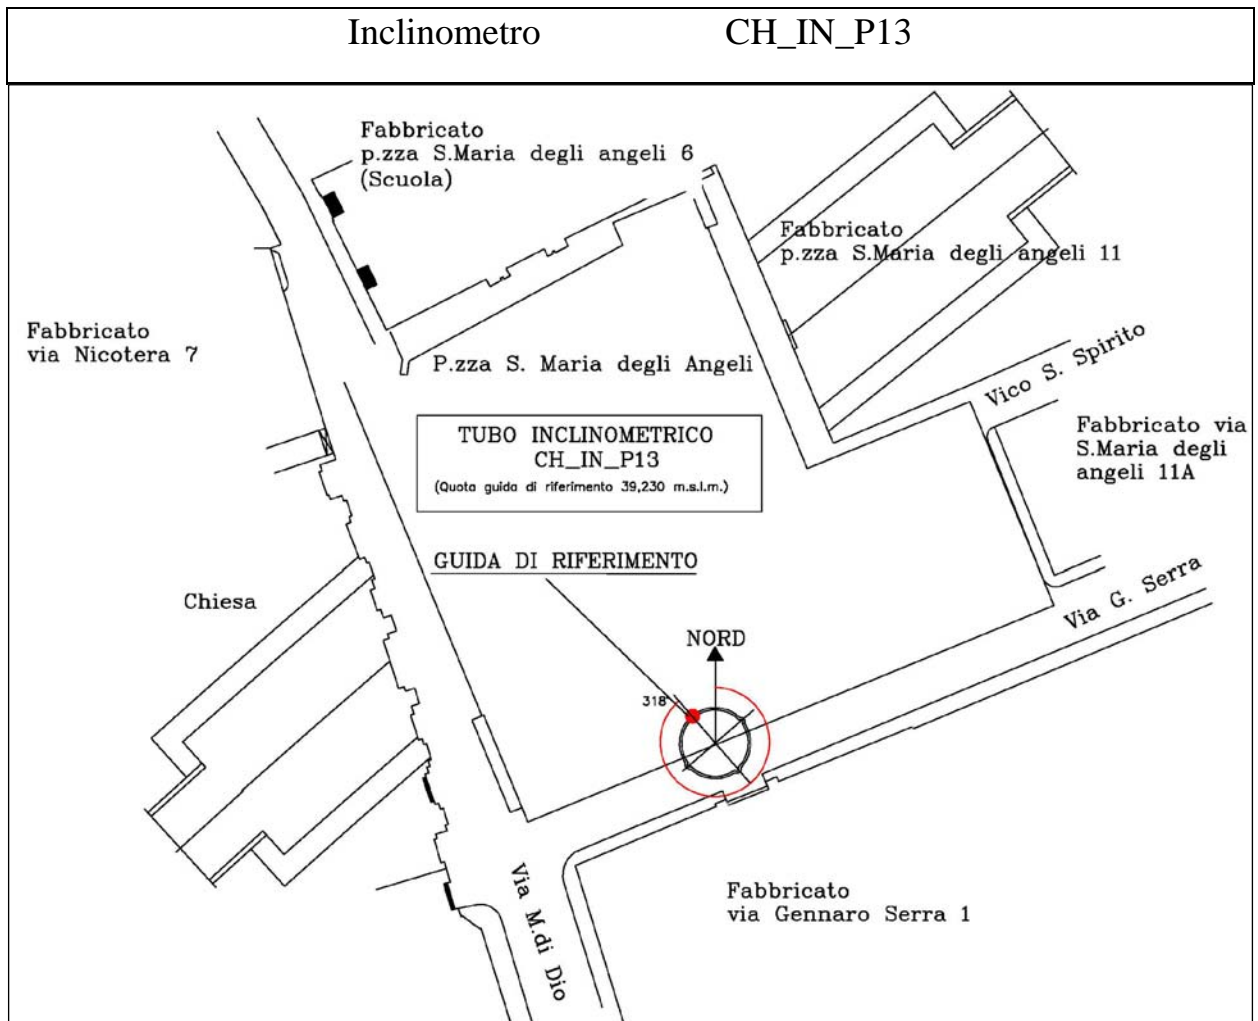 Inclinometro CH_IN_P13
Fabbricato
p.zza S.Maria degli angeli 6
(Scuola)
Fabbricato
p.zza S.Maria degli angeli 11
Fabbricato
via Nicotera 7
P.zza S. Maria degli Angeli
Vico S. Spirito
TUBO INCLINOMETRICO
CH_IN_P13
(Quota guida di riferimento 39,230 m.s.l.m.)
Fabbricato via
S.Maria degli
angeli 11A
GUIDA DI RIFERIMENTO
Chiesa
Via G. Serra
NORD
318°
Fabbricato
via Gennaro Serra 1
Via M.di Dio